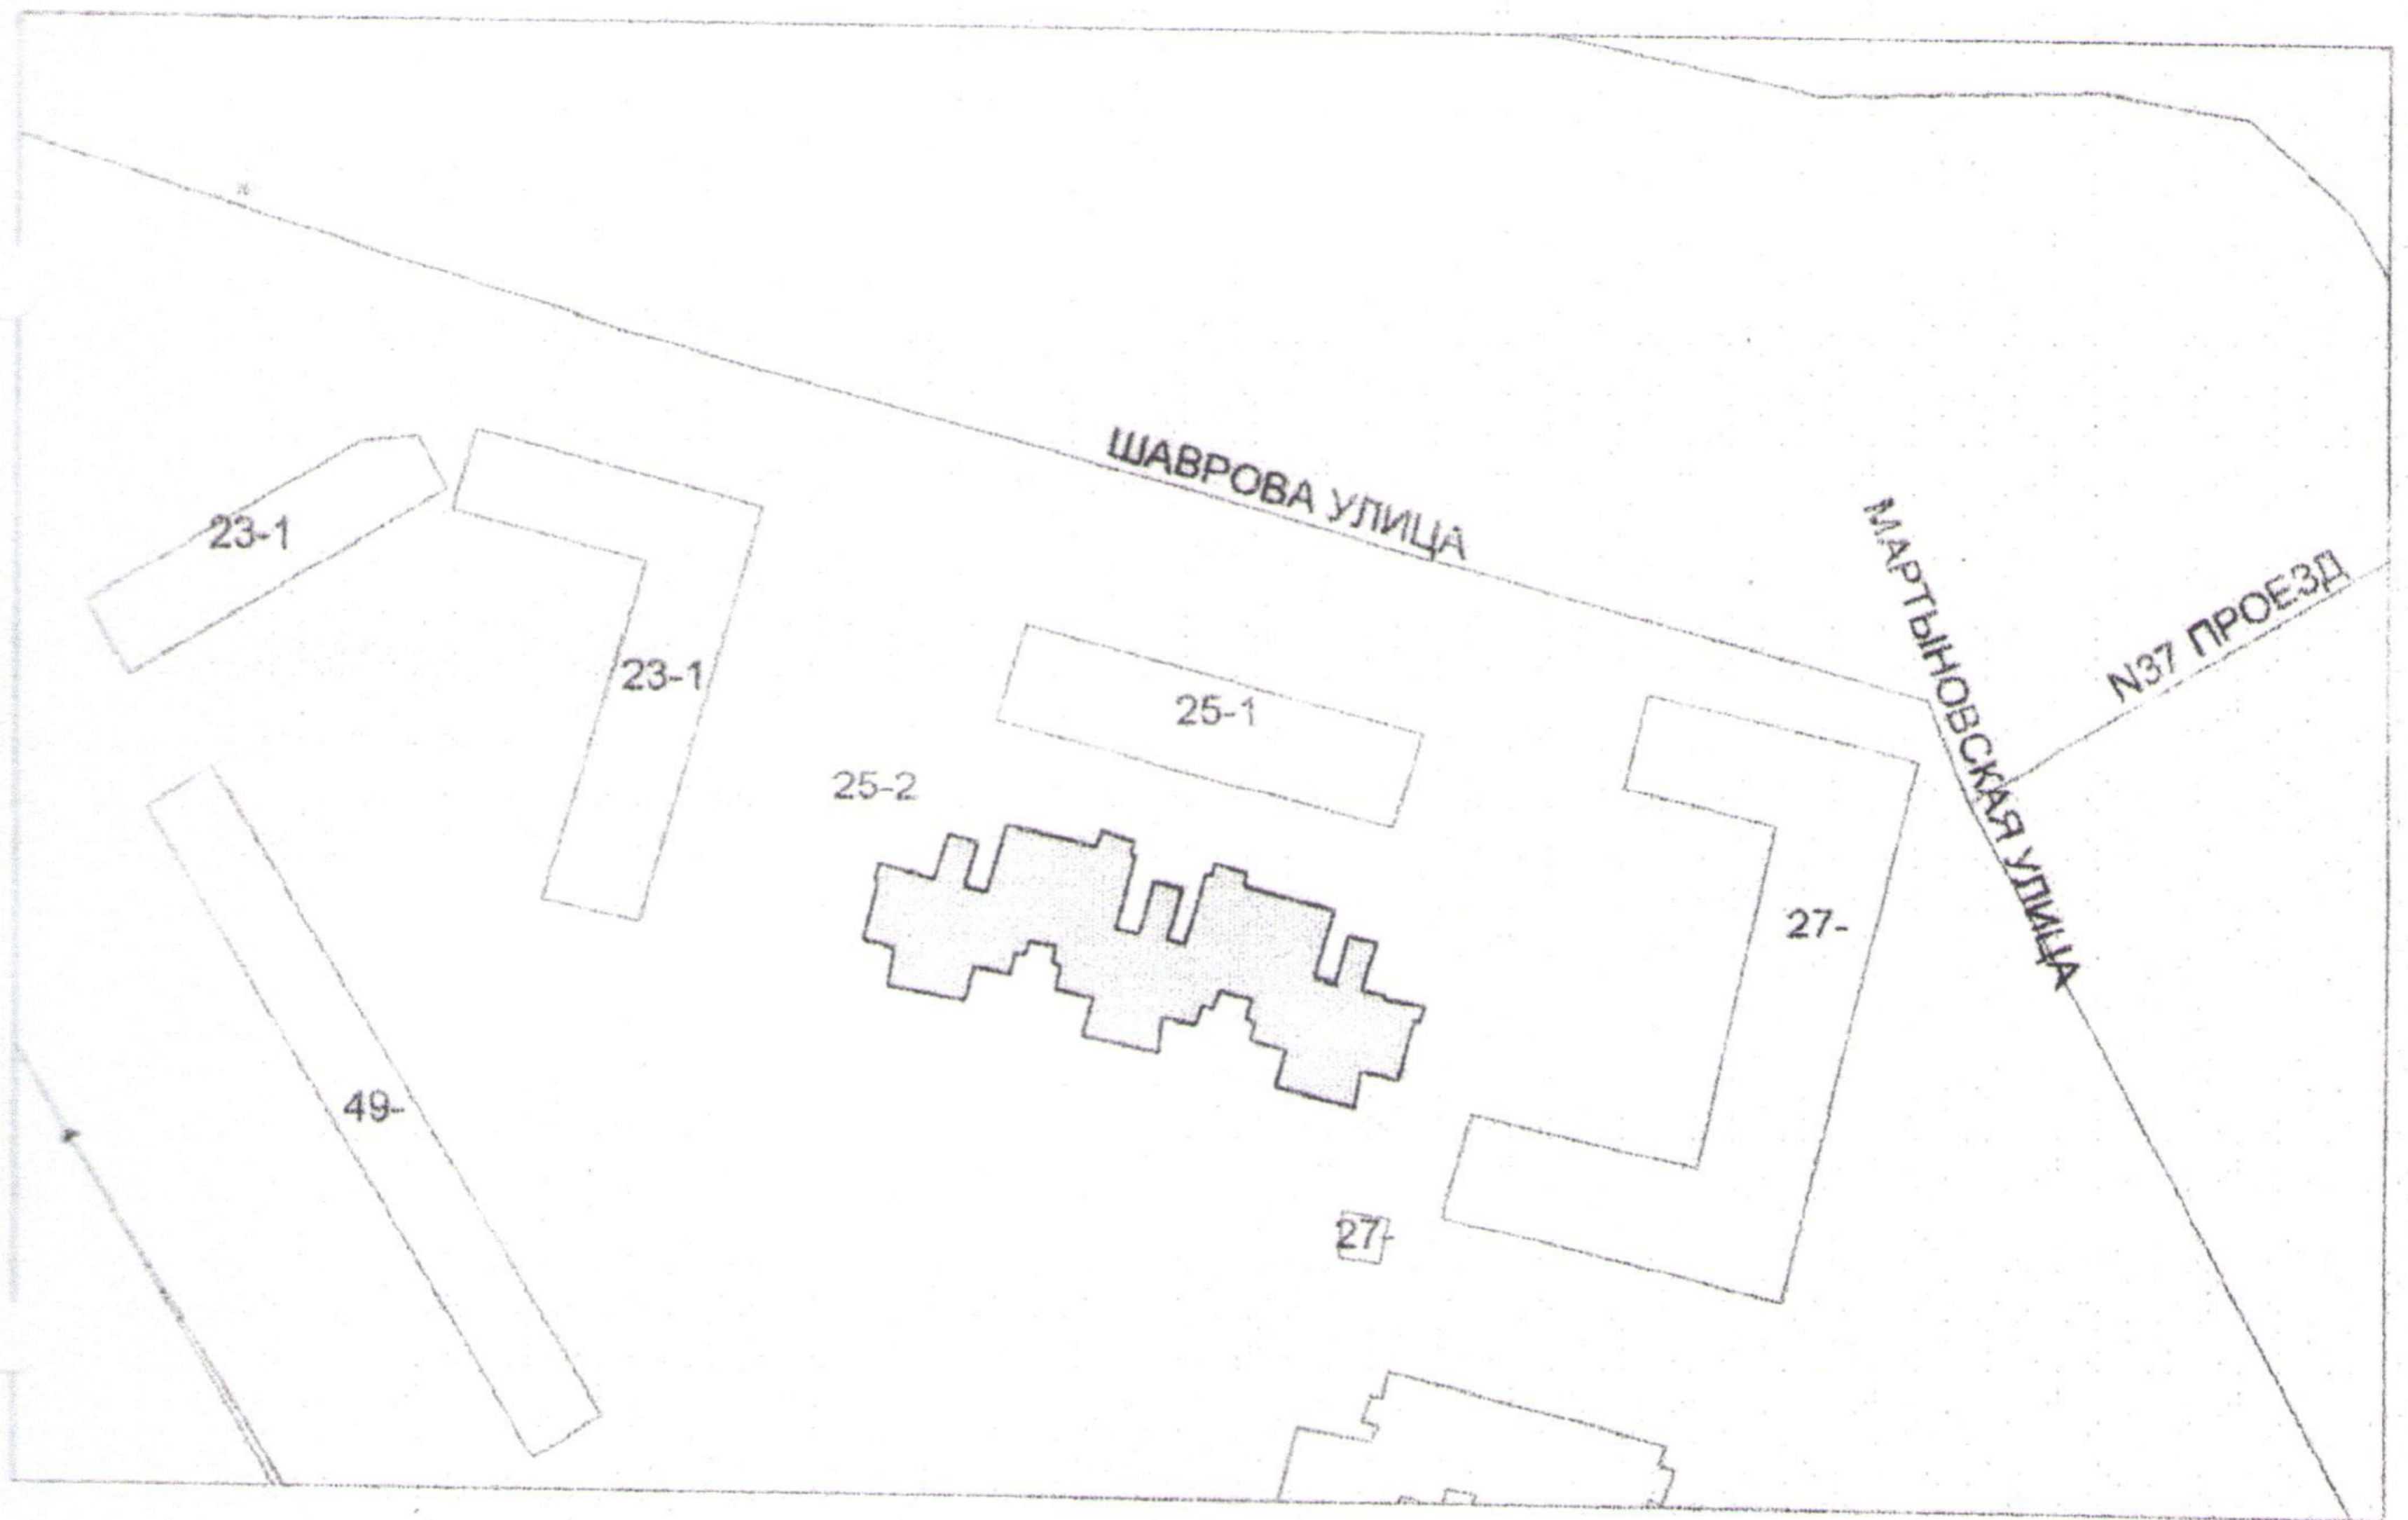 ШАВРОВА УЛИЦА
МАРТЫНОВСКАЯ УЛИЦА
N37 ПРОЕЗД
23-1
23-1
25-1
25-2
27-
49-
27-